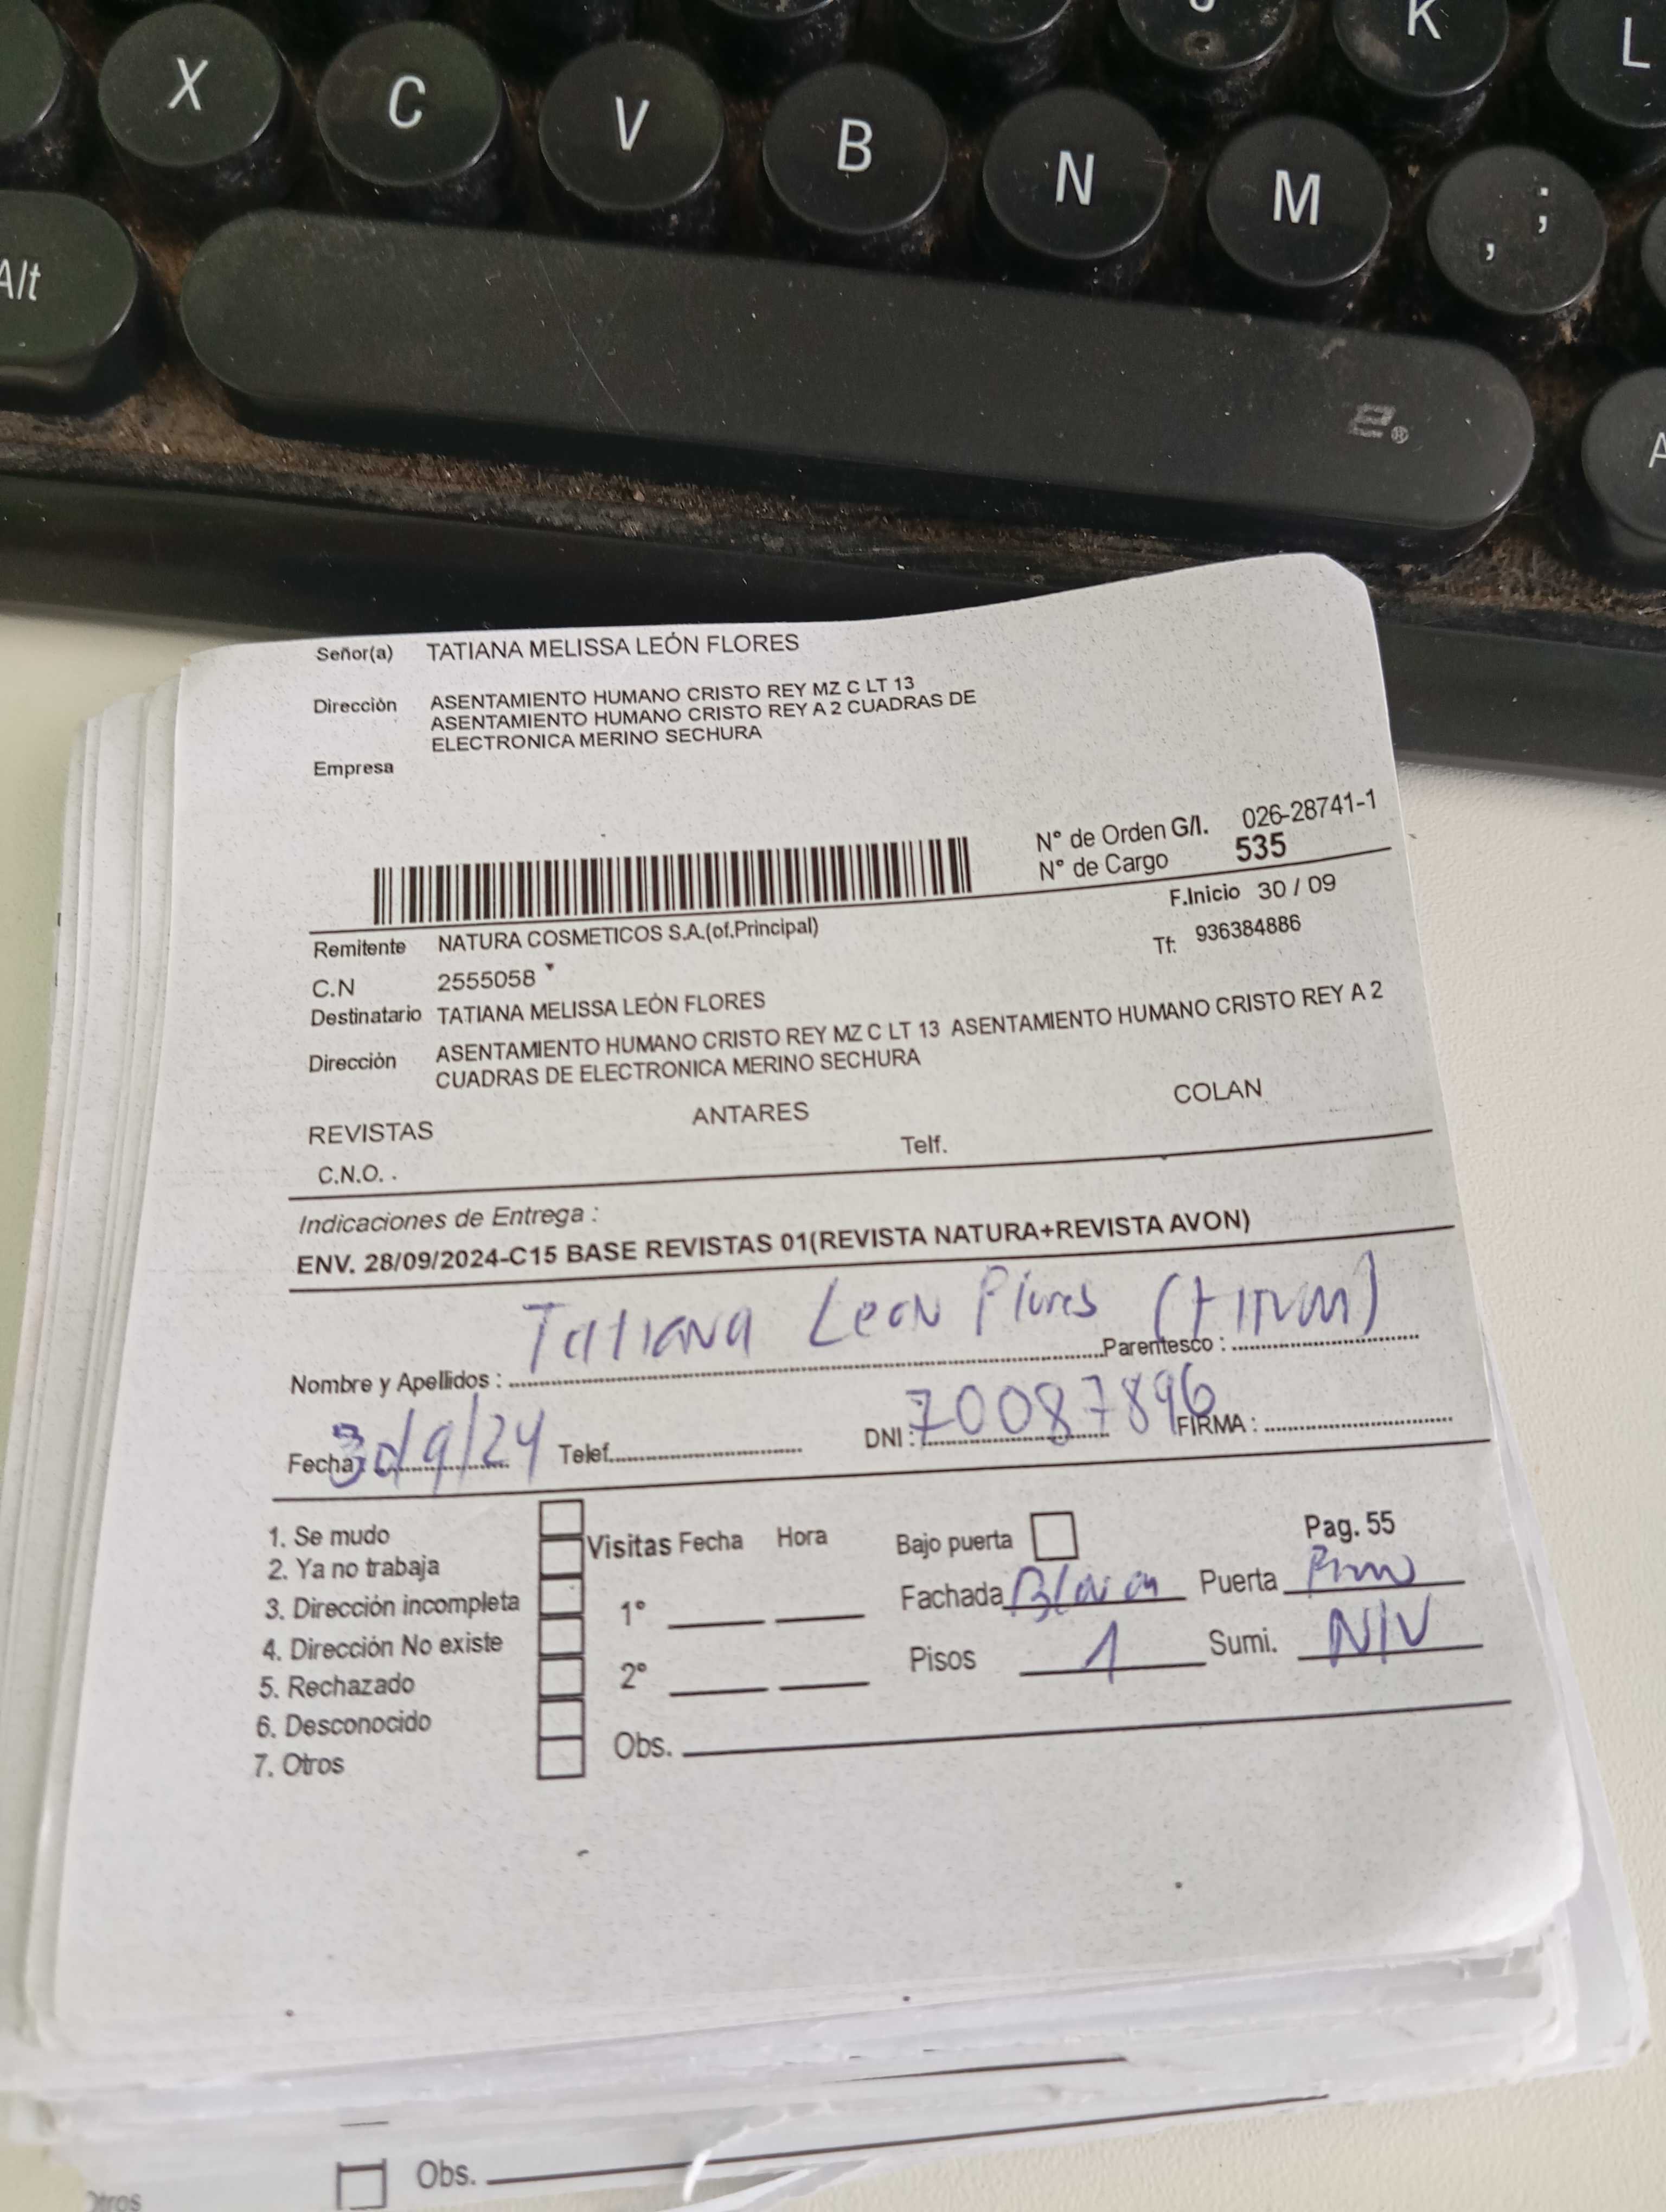 J K L
X C V B N M , ;
Alt
A
Señor(a) TATIANA MELISSA LEÓN FLORES
Dirección ASENTAMIENTO HUMANO CRISTO REY MZ C LT 13
ASENTAMIENTO HUMANO CRISTO REY A 2 CUADRAS DE
ELECTRONICA MERINO SECHURA
Empresa
N° de Orden G/I. 026-28741-1
N° de Cargo 535
F.Inicio 30 / 09
Remitente NATURA COSMETICOS S.A.(of.Principal) Tf: 936384886
C.N 2555058
Destinatario TATIANA MELISSA LEÓN FLORES
Dirección ASENTAMIENTO HUMANO CRISTO REY MZ C LT 13 ASENTAMIENTO HUMANO CRISTO REY A 2
CUADRAS DE ELECTRONICA MERINO SECHURA
REVISTAS ANTARES COLAN
C.N.O. . Telf.
Indicaciones de Entrega :
ENV. 28/09/2024-C15 BASE REVISTAS 01(REVISTA NATURA+REVISTA AVON)
Tatiana Leon Flores
Nombre y Apellidos : Parentesco :
Fecha 30/9/24 Telef. DNI : 70087896 FIRMA :
1. Se mudo
2. Ya no trabaja
3. Dirección incompleta
4. Dirección No existe
5. Rechazado
6. Desconocido
7. Otros
Visitas Fecha Hora
1°
2°
Bajo puerta Pag. 55
Fachada Puerta
Pisos 1 Sumi. N/V
Obs.
Otros Obs.